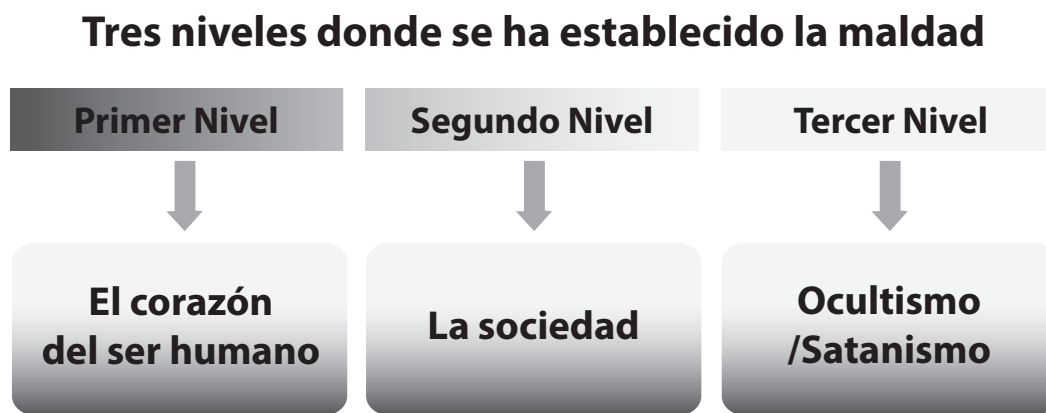 Tres niveles donde se ha establecido la maldad
Primer Nivel
Segundo Nivel
Tercer Nivel
El corazón
del ser humano
La sociedad
Ocultismo
/Satanismo